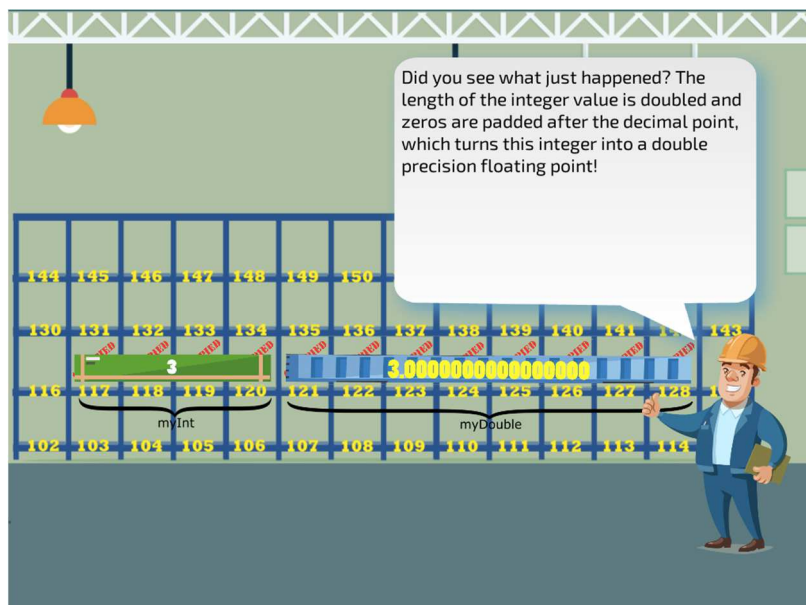 Did you see what just happened? The
length of the integer value is doubled and
zeros are padded after the decimal point,
which turns this integer into a double
precision floating point!
144 145 146 147 148 149 150
130 131 132 133 134 135 136 137 138 139 140 141 143
3
3.0000000000000000
116 117 118 119 120 121 122 123 124 125 126 127 128
myInt
myDouble
102 103 104 105 106 107 108 109 110 111 112 113 114